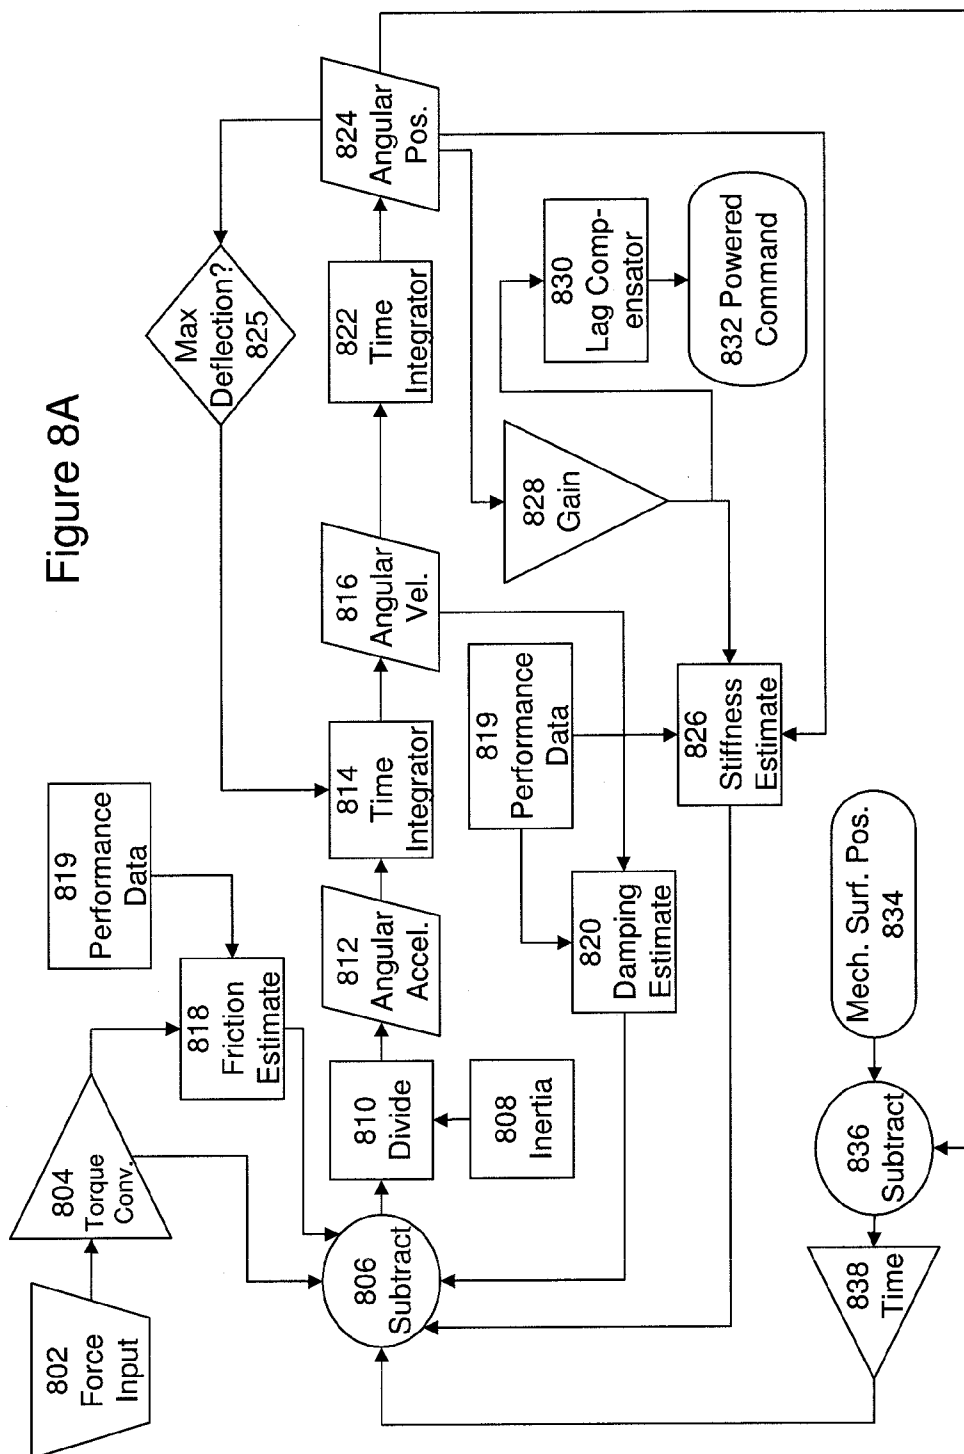 Figure 8A
802
Force
Input
804
Torque
Conv.
818
Friction
Estimate
819
Performance
Data
806
Subtract
810
Divide
808
Inertia
812
Angular
Accel.
814
Time
Integrator
816
Angular
Vel.
822
Time
Integrator
824
Angular
Pos.
Max
Deflection?
825
820
Damping
Estimate
819
Performance
Data
826
Stiffness
Estimate
828
Gain
830
Lag Comp-
ensator
832 Powered
Command
838
Time
836
Subtract
Mech. Surf. Pos.
834